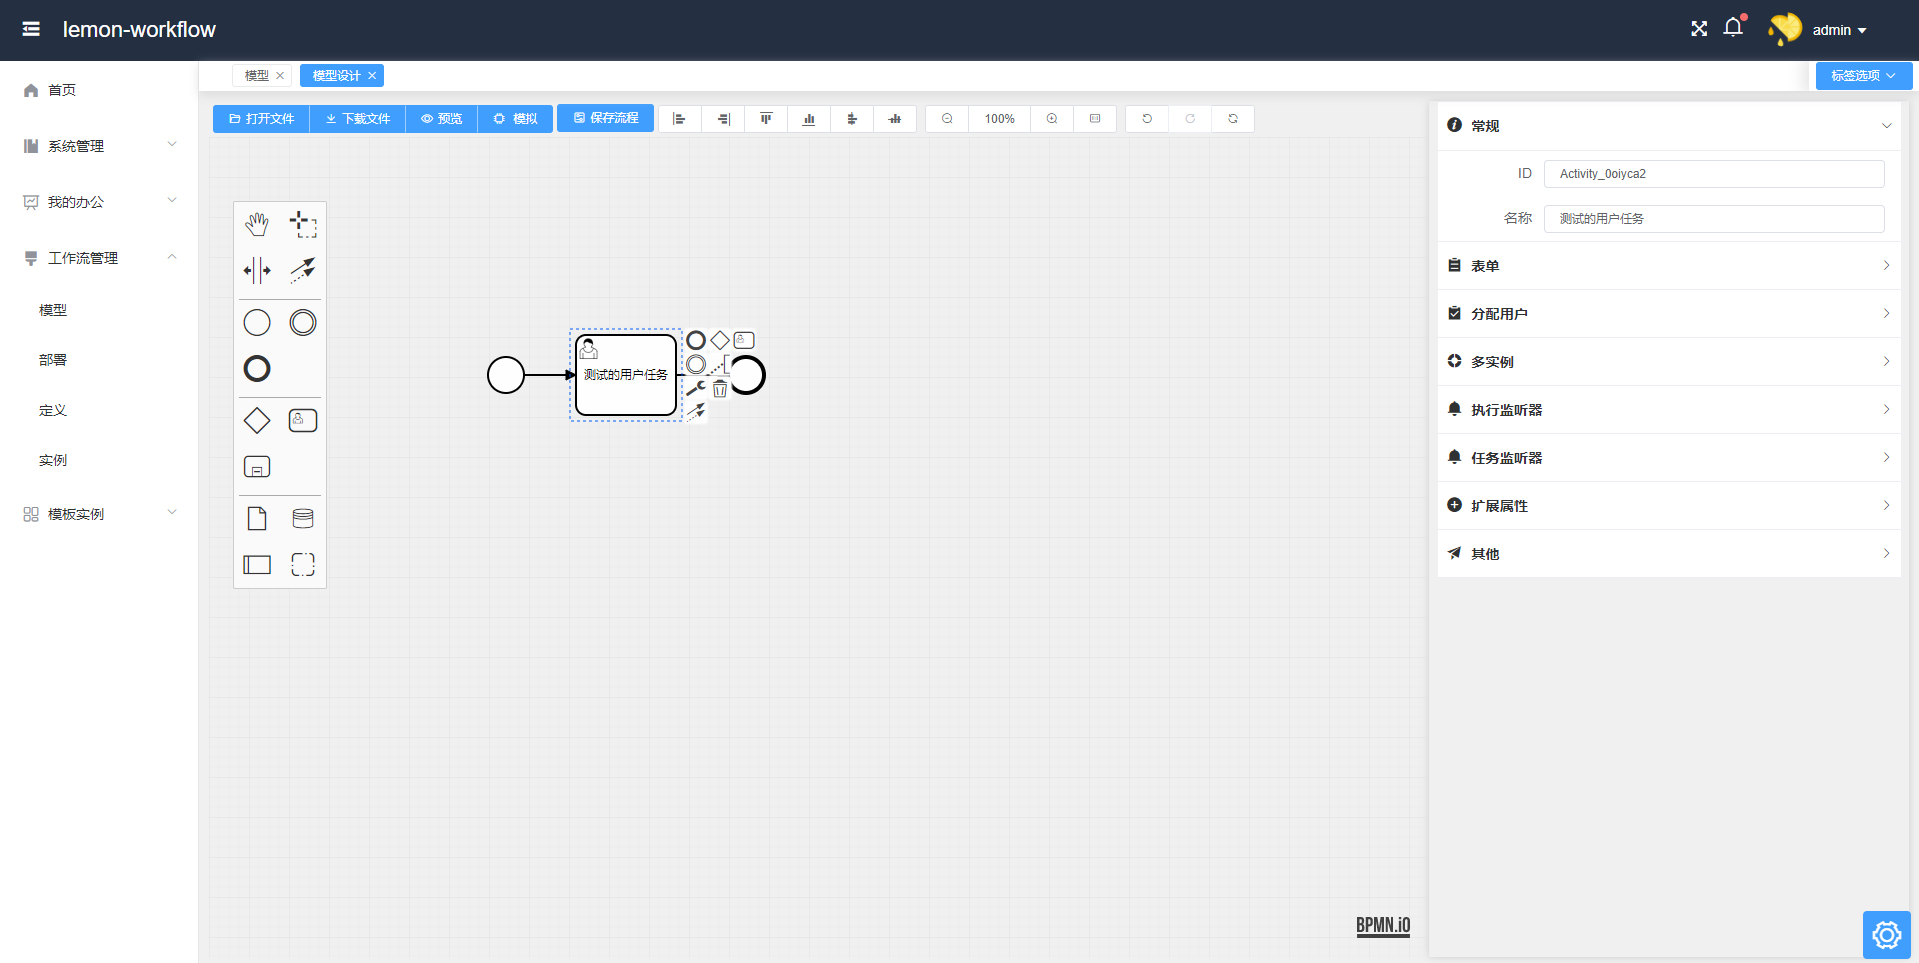 lemon-workflow
admin
首页
系统管理
我的办公
工作流管理
模型
部署
定义
实例
模板实例
模型
模型设计
标签选项
打开文件
下载文件
预览
模拟
保存流程
100%
测试的用户任务
BPMN.iO
常规
ID
Activity_0oiyca2
名称
测试的用户任务
表单
分配用户
多实例
执行监听器
任务监听器
扩展属性
其他